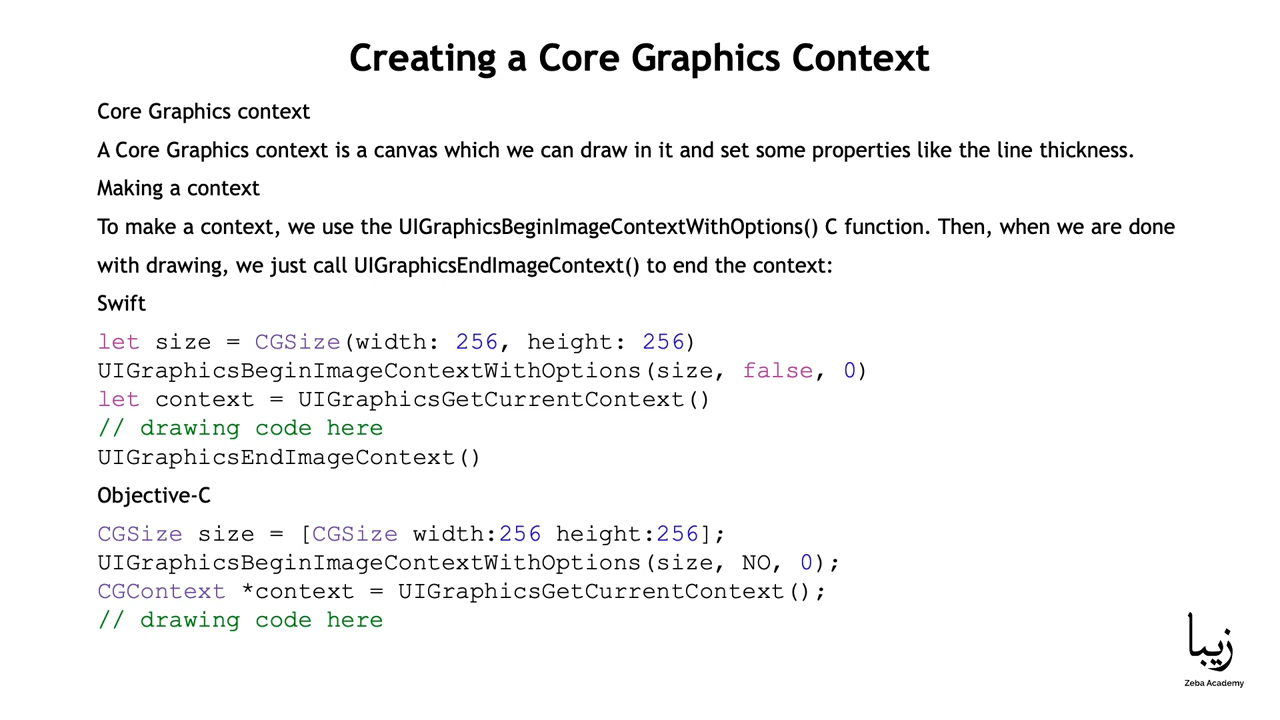 Creating a Core Graphics Context
Core Graphics context
A Core Graphics context is a canvas which we can draw in it and set some properties like the line thickness.
Making a context
To make a context, we use the UIGraphicsBeginImageContextWithOptions() C function. Then, when we are done
with drawing, we just call UIGraphicsEndImageContext() to end the context:
Swift
let size = CGSize(width: 256, height: 256)
UIGraphicsBeginImageContextWithOptions(size, false, 0)
let context = UIGraphicsGetCurrentContext()
// drawing code here
UIGraphicsEndImageContext()
Objective-C
CGSize size = [CGSize width:256 height:256];
UIGraphicsBeginImageContextWithOptions(size, NO, 0);
CGContext *context = UIGraphicsGetCurrentContext();
// drawing code here
زیبا
Zeba Academy